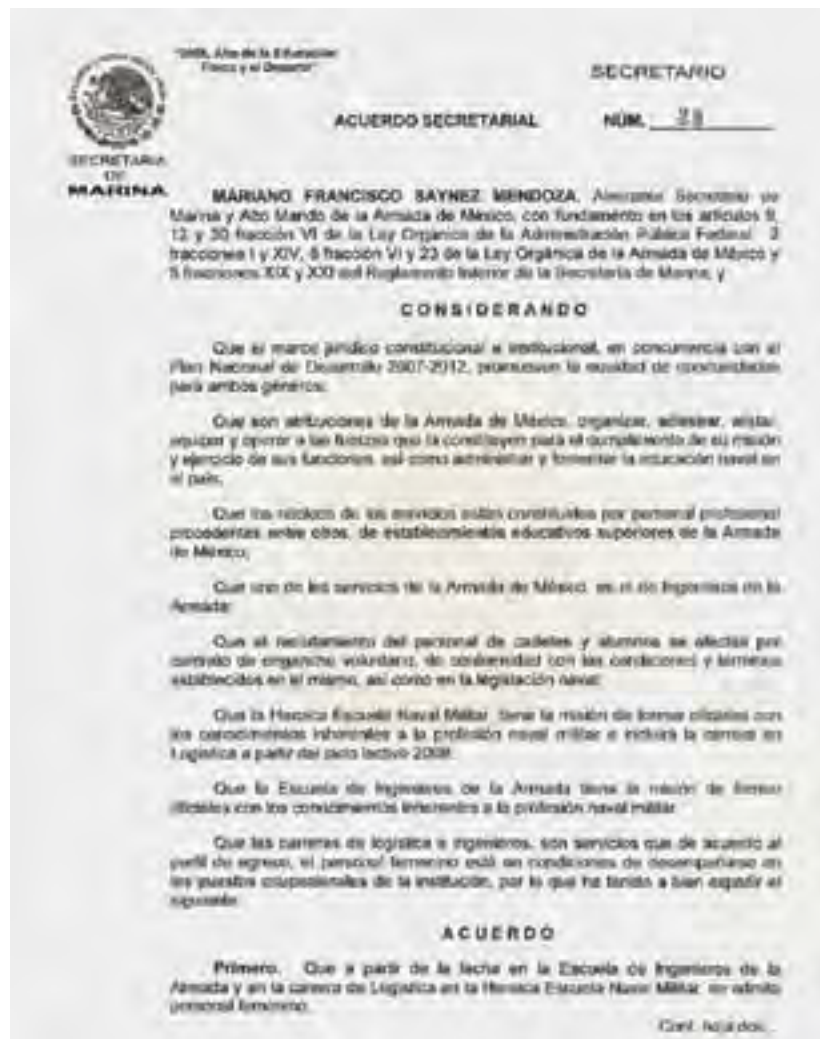 "2008, Año de la Educación
Física y el Deporte"
SECRETARIO
ACUERDO SECRETARIAL NÚM.
SECRETARIA
DE
MARINA
MARIANO FRANCISCO SAYNEZ MENDOZA, Almirante Secretario de
Marina y Alto Mando de la Armada de México, con fundamento en los artículos 9,
12 y 30 fracción VI de la Ley Orgánica de la Administración Pública Federal, 2
fracciones I y XIV, 6 fracción VI y 23 de la Ley Orgánica de la Armada de México y
5 fracciones XIX y XXI del Reglamento Interior de la Secretaría de Marina, y
CONSIDERANDO
Que el marco jurídico constitucional e institucional, en concurrencia con el
Plan Nacional de Desarrollo 2007-2012, promueven la equidad de oportunidades
para ambos géneros;
Que son atribuciones de la Armada de México, organizar, adiestrar, alistar,
equipar y operar a las fuerzas que la constituyen para el cumplimiento de su misión
y ejercicio de sus funciones, así como administrar y fomentar la educación naval en
el país;
Que los núcleos de los servicios están constituidos por personal profesional
procedentes entre otros, de establecimientos educativos superiores de la Armada
de México;
Que uno de los servicios de la Armada de México, es el de Ingenieros de la
Armada;
Que el reclutamiento del personal de cadetes y alumnos se efectúa por
contrato de enganche voluntario, de conformidad con las condiciones y términos
establecidos en el mismo, así como en la legislación naval;
Que la Heroica Escuela Naval Militar, tiene la misión de formar oficiales con
los conocimientos inherentes a la profesión naval militar e incluirá la carrera en
Logística a partir del ciclo lectivo 2008;
Que la Escuela de Ingenieros de la Armada tiene la misión de formar
oficiales con los conocimientos inherentes a la profesión naval militar;
Que las carreras de logística e ingenieros, son servicios que de acuerdo al
perfil de egreso, el personal femenino está en condiciones de desempeñarse en
los puestos ocupacionales de la institución, por lo que ha tenido a bien expedir el
siguiente:
ACUERDO
Primero. Que a partir de la fecha en la Escuela de Ingenieros de la
Armada y en la carrera de Logística en la Heroica Escuela Naval Militar, se admita
personal femenino.
Cont. hoja dos...